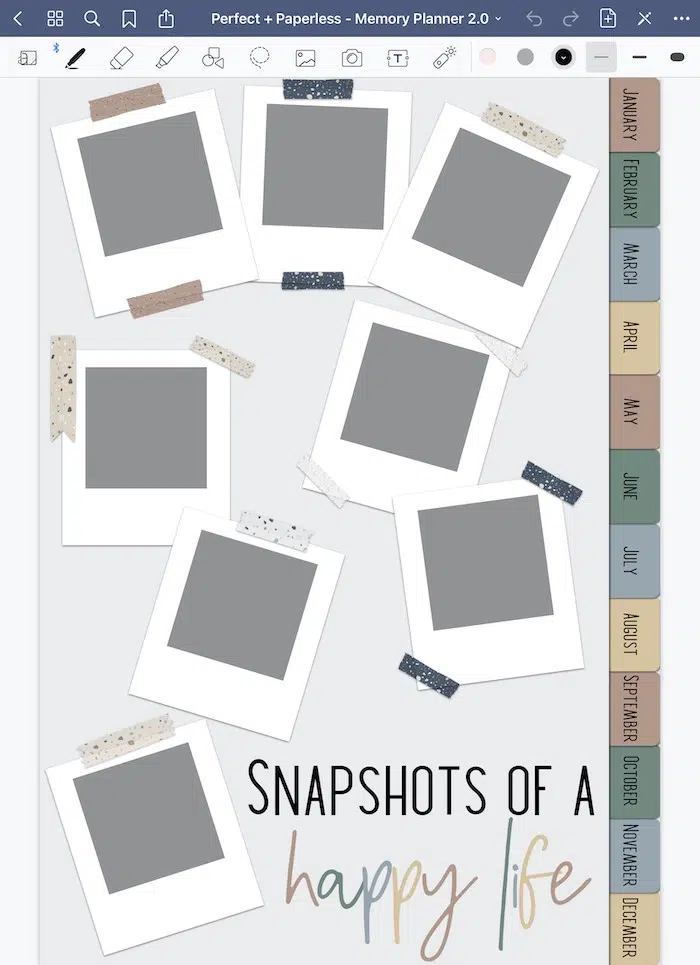 Perfect + Paperless - Memory Planner 2.0
T
JANUARY
FEBRUARY
MARCH
APRIL
MAY
JUNE
JULY
AUGUST
SEPTEMBER
OCTOBER
NOVEMBER
DECEMBER
SNAPSHOTS OF A
happy life